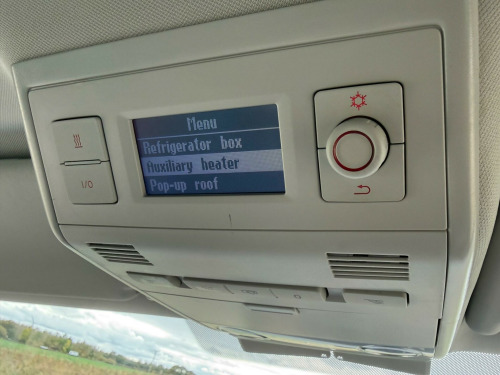 Menu
Refrigerator box
Auxiliary heater
Pop-up roof
I/O